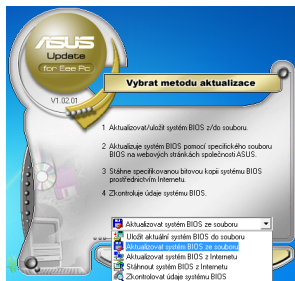 ASUS
Update
for Eee Pc
V1.02.01
Vybrat metodu aktualizace
1 Aktualizovat/uložit systém BIOS z/do souboru.
2 Aktualizuje systém BIOS pomocí specifického souboru
BIOS na webových stránkách společnosti ASUS.
3 Stáhne specifikovanou bitovou kopii systému BIOS
prostřednictvím Internetu.
4 Zkontroluje údaje systému BIOS.
Aktualizovat systém BIOS ze souboru
Uložit aktuální systém BIOS do souboru
Aktualizovat systém BIOS ze souboru
Aktualizovat systém BIOS z Internetu
Stáhnout systém BIOS z Internetu
Zkontrolovat údaje systému BIOS